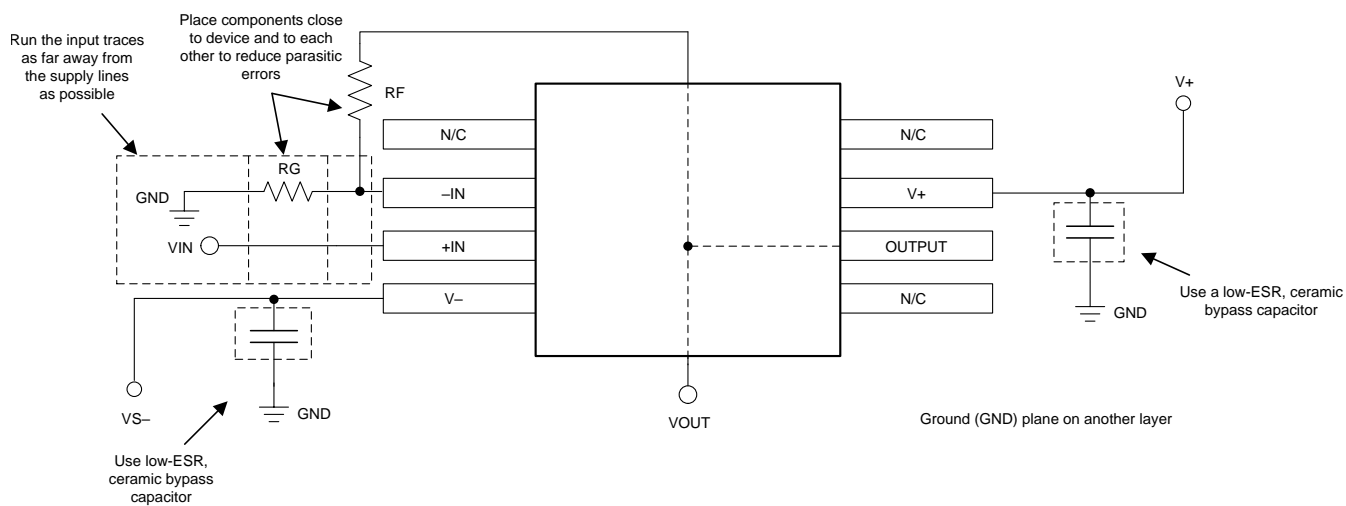 Run the input traces
as far away from
the supply lines
as possible
Place components close
to device and to each
other to reduce parasitic
errors
RF
N/C
RG
GND
–IN
VIN
+IN
V–
VS–
GND
Use low-ESR,
ceramic bypass
capacitor
N/C
V+
V+
OUTPUT
N/C
GND
Use a low-ESR, ceramic
bypass capacitor
VOUT
Ground (GND) plane on another layer